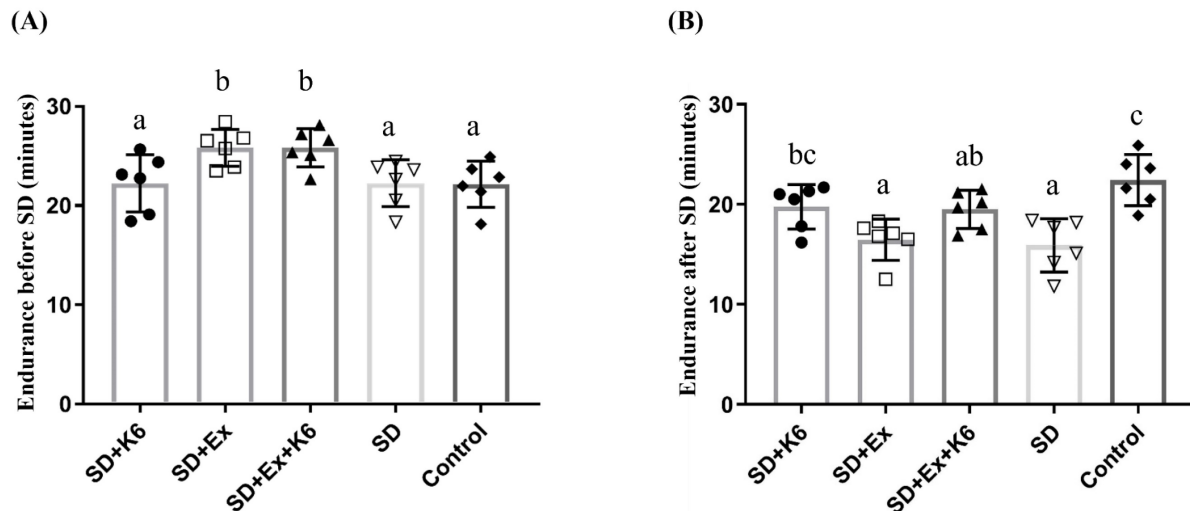 (A)
Endurance before SD (minutes)
30
20
10
0
a
b
b
a
a
SD+K6
SD+Ex
SD+Ex+K6
SD
Control
(B)
Endurance after SD (minutes)
30
20
10
0
bc
a
ab
a
c
SD+K6
SD+Ex
SD+Ex+K6
SD
Control